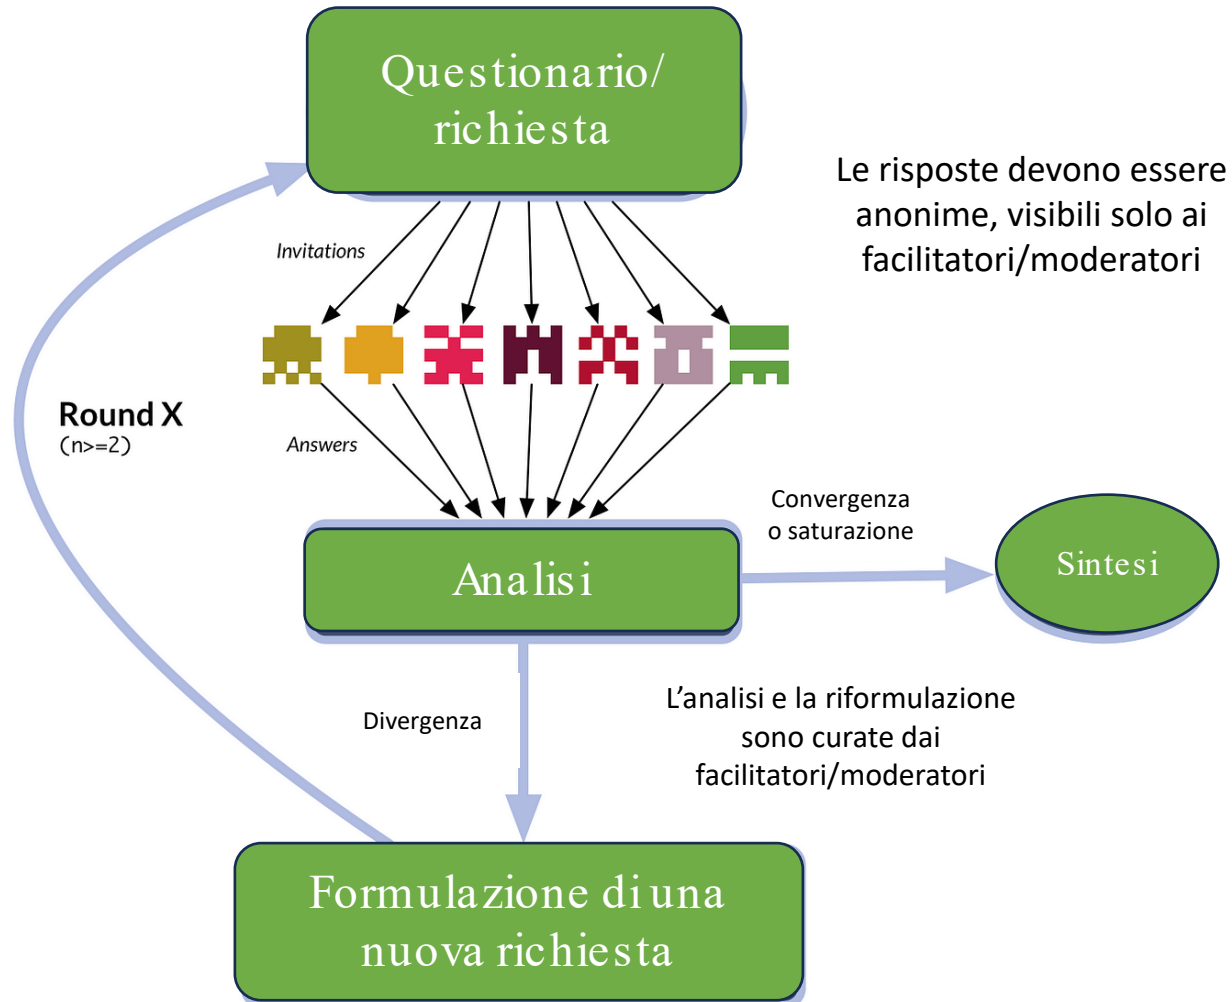 Questionario/
richiesta
Le risposte devono essere
anonime, visibili solo ai
facilitatori/moderatori
Invitations
Round X
(n>=2)
Answers
Convergenza
o saturazione
Analisi
Sintesi
Divergenza
L’analisi e la riformulazione
sono curate dai
facilitatori/moderatori
Formulazione di una
nuova richiesta